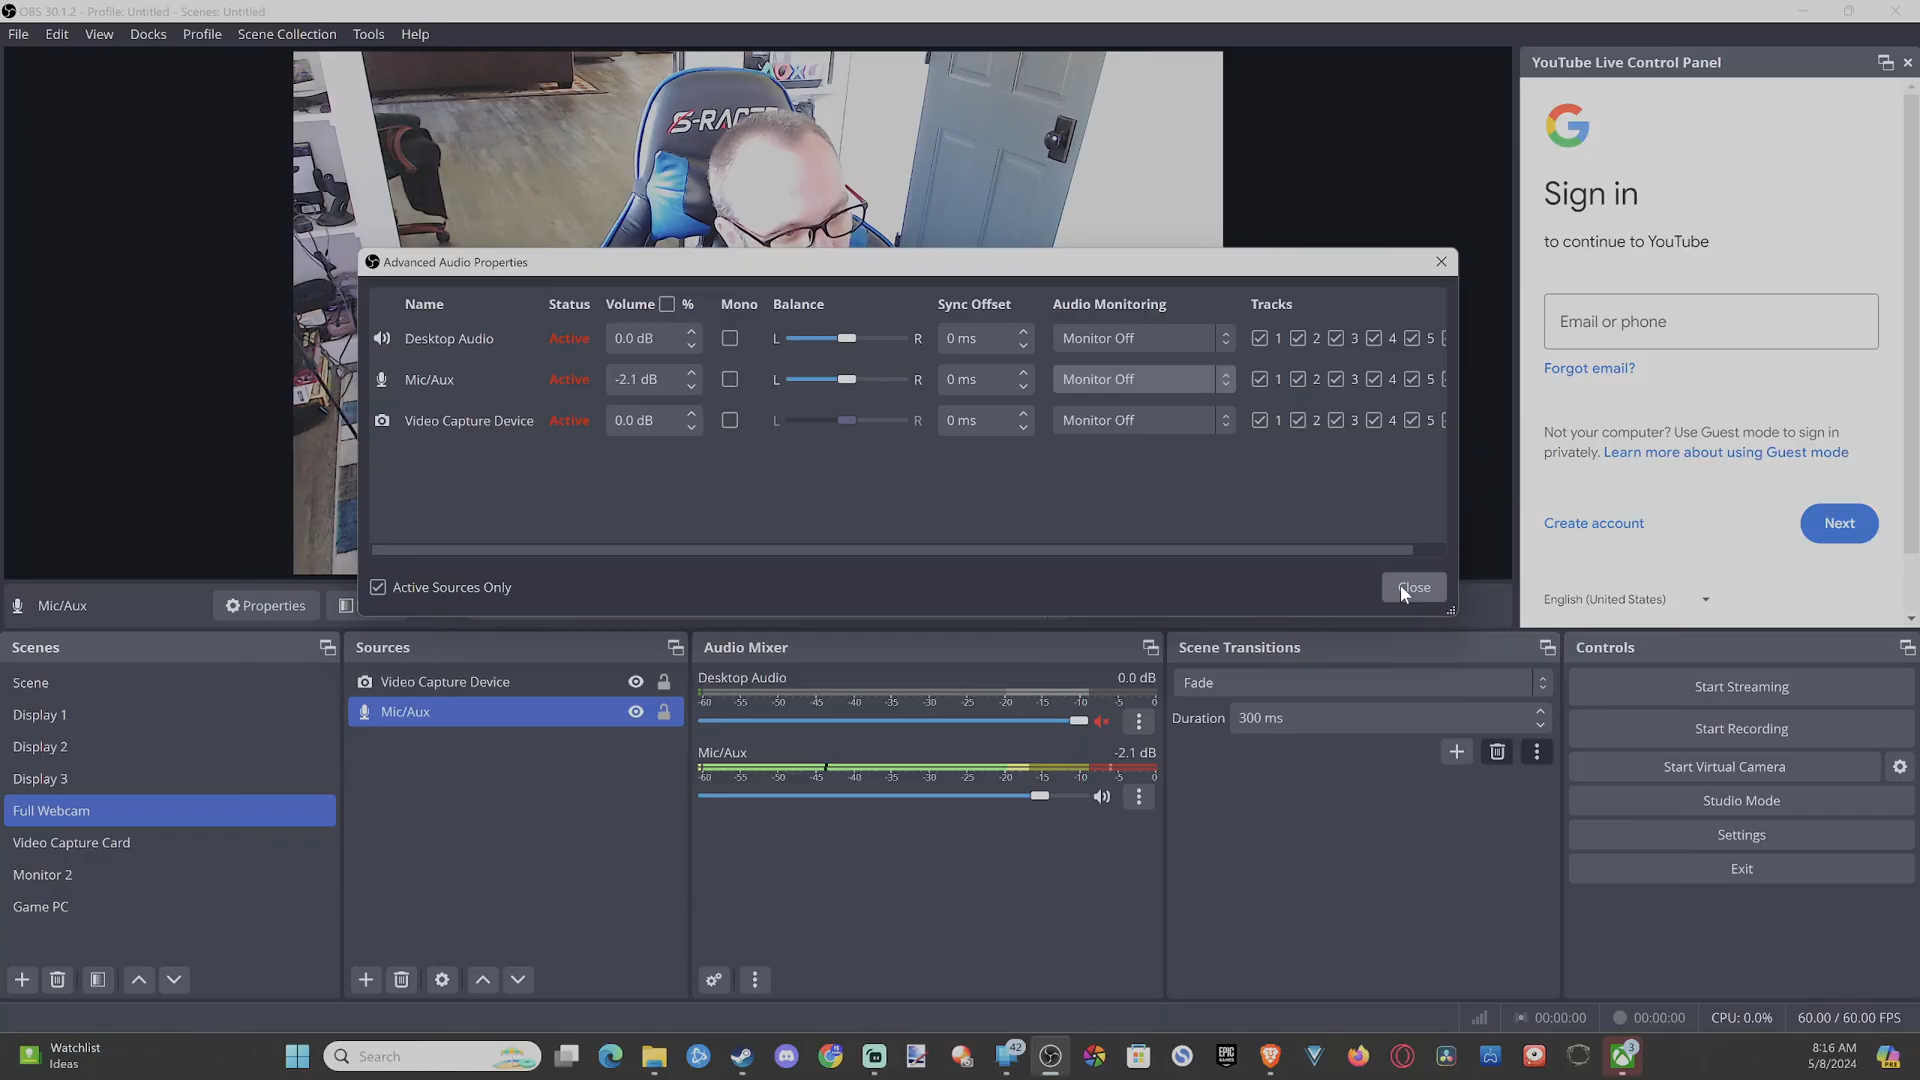 OBS 30.1.2 - Profile: Untitled - Scenes: Untitled
File Edit View Docks Profile Scene Collection Tools Help
S-RACER
YouTube Live Control Panel
Sign in
to continue to YouTube
Email or phone
Forgot email?
Not your computer? Use Guest mode to sign in
privately. Learn more about using Guest mode
Create account Next
English (United States)
Advanced Audio Properties
Name Status Volume % Mono Balance Sync Offset Audio Monitoring Tracks
Desktop Audio Active 0.0 dB L R 0 ms Monitor Off 1 2 3 4 5
Mic/Aux Active -2.1 dB L R 0 ms Monitor Off 1 2 3 4 5
Video Capture Device Active 0.0 dB L R 0 ms Monitor Off 1 2 3 4 5
Active Sources Only Close
Mic/Aux Properties
Scenes
Scene
Display 1
Display 2
Display 3
Full Webcam
Video Capture Card
Monitor 2
Game PC
Sources
Video Capture Device
Mic/Aux
Audio Mixer
Desktop Audio 0.0 dB
-60 -55 -50 -45 -40 -35 -30 -25 -20 -15 -10 -5 0
Mic/Aux -2.1 dB
-60 -55 -50 -45 -40 -35 -30 -25 -20 -15 -10 -5 0
Scene Transitions
Fade
Duration 300 ms
Controls
Start Streaming
Start Recording
Start Virtual Camera
Studio Mode
Settings
Exit
00:00:00 00:00:00 CPU: 0.0% 60.00 / 60.00 FPS
Watchlist
Ideas
Search
42
EPIC
GAMES
3
8:16 AM
5/8/2024
PRE